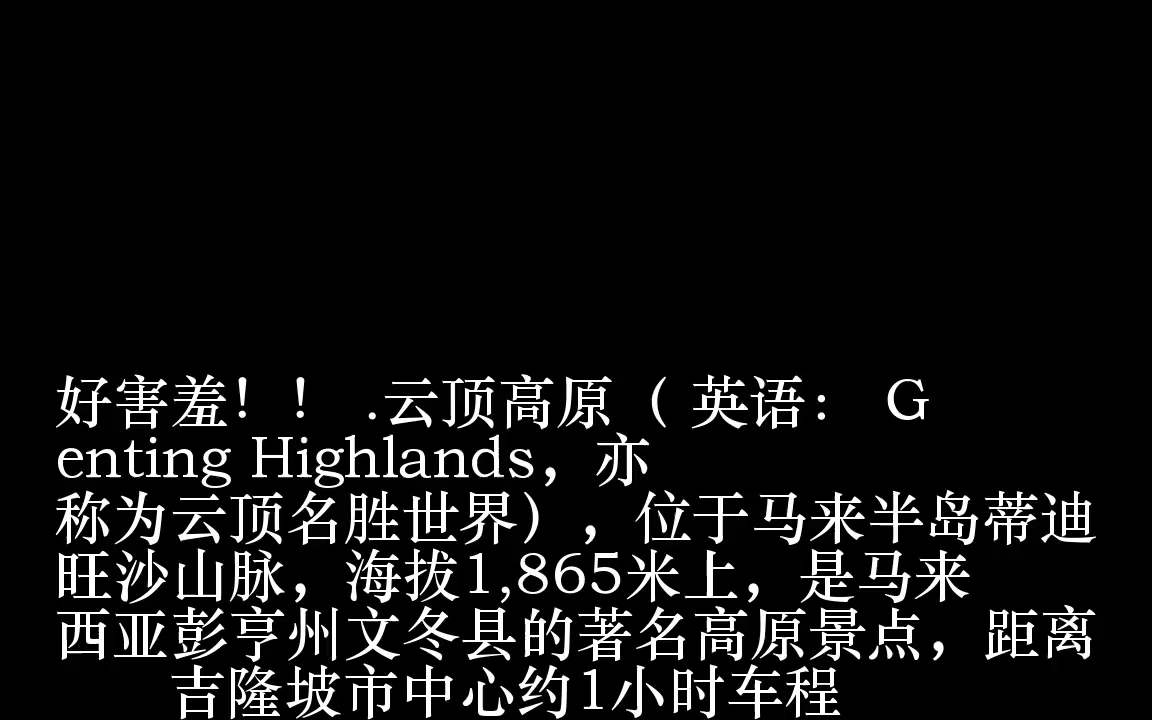 好害羞！！ .云顶高原（ 英语： G
enting Highlands，亦
称为云顶名胜世界），位于马来半岛蒂迪
旺沙山脉，海拔1,865米上，是马来
西亚彭亨州文冬县的著名高原景点，距离
吉隆坡市中心约1小时车程